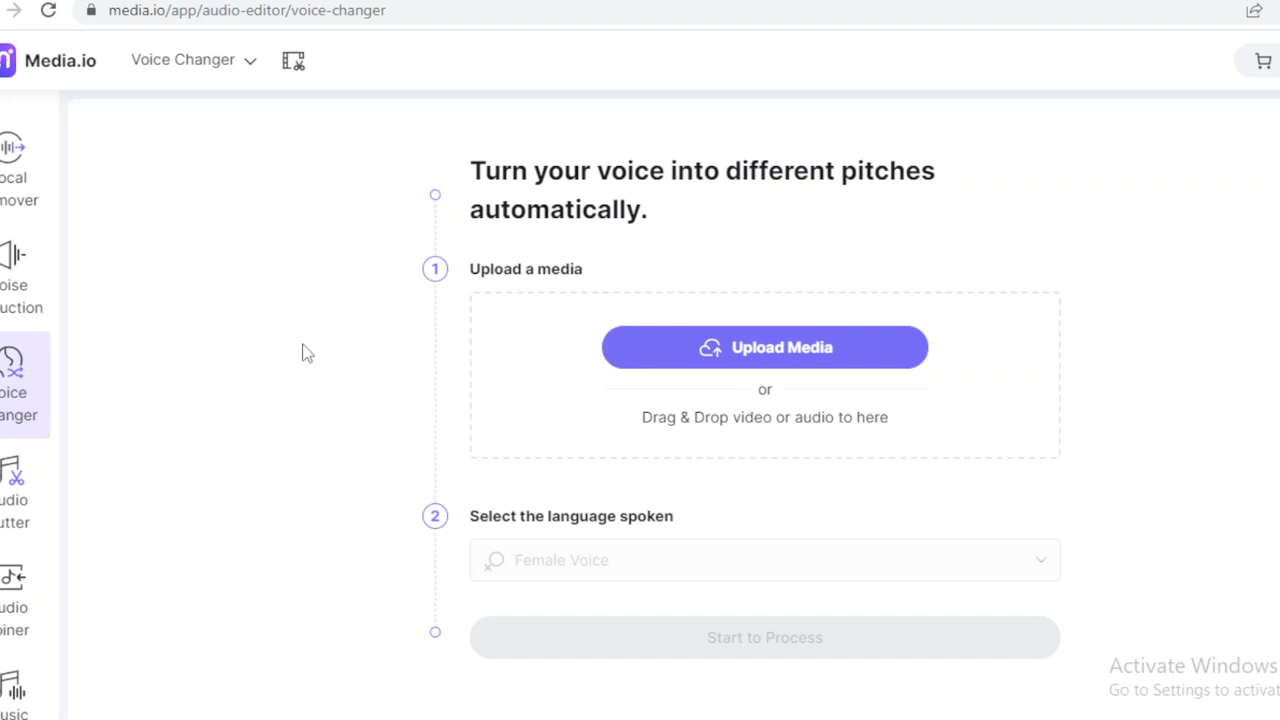 media.io/app/audio-editor/voice-changer
Media.io
Voice Changer
ocal
mover
oise
uction
oice
anger
udio
utter
udio
oiner
usic
Turn your voice into different pitches
automatically.
1
Upload a media
Upload Media
or
Drag & Drop video or audio to here
2
Select the language spoken
Female Voice
Start to Process
Activate Windows
Go to Settings to activat